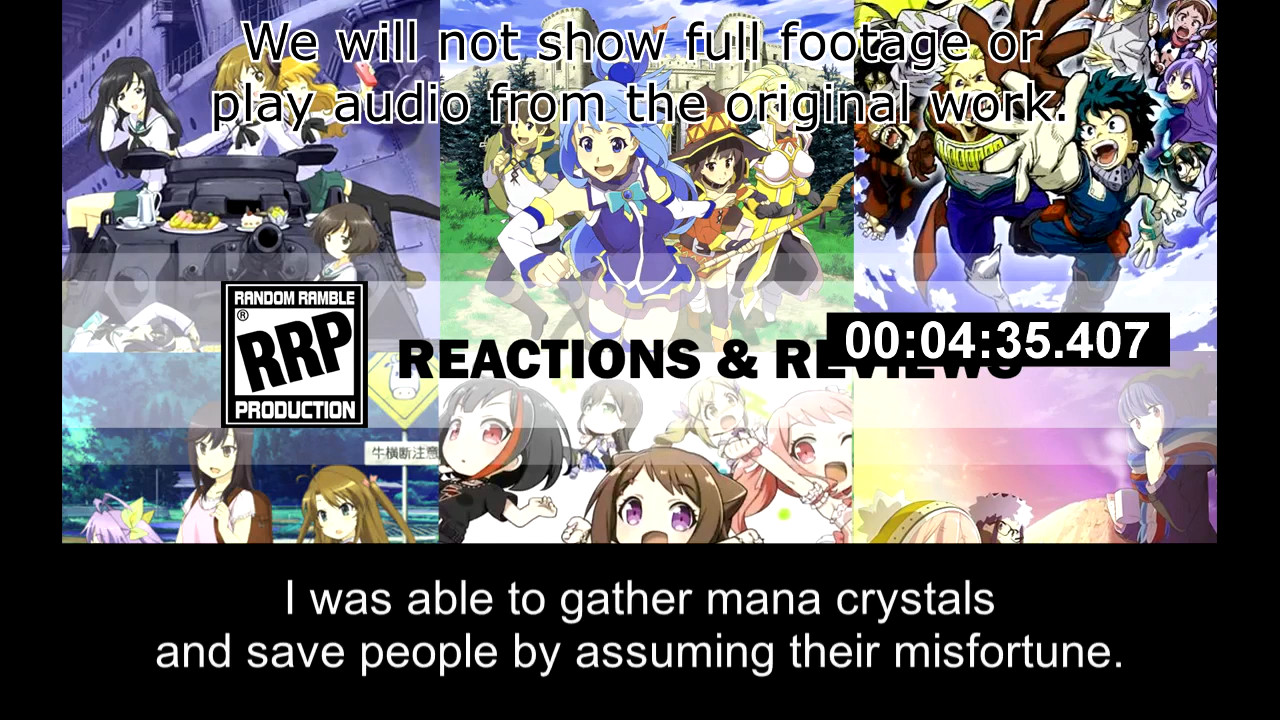 We will not show full footage or
play audio from the original work.
RANDOM RAMBLE
®
RRP
PRODUCTION
REACTIONS & REVIEWS
00:04:35.407
牛横断注意
I was able to gather mana crystals
and save people by assuming their misfortune.